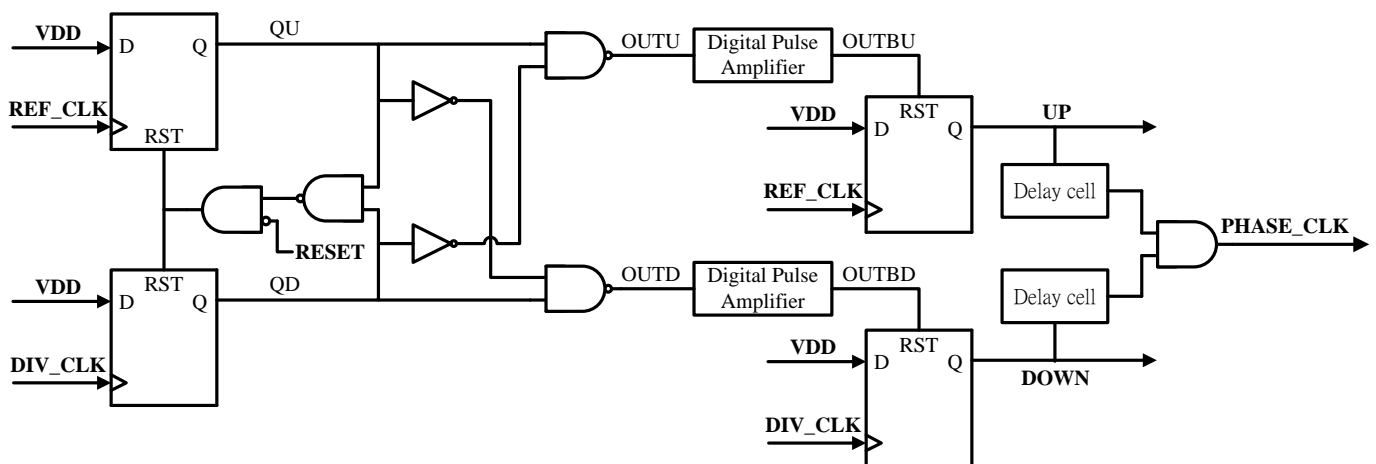 VDD
D
Q
QU
REF_CLK
RST
OUTU
Digital Pulse
Amplifier
OUTBU
VDD
D
RST
Q
UP
REF_CLK
Delay cell
PHASE_CLK
RESET
VDD
D
RST
Q
QD
DIV_CLK
OUTD
Digital Pulse
Amplifier
OUTBD
Delay cell
VDD
D
RST
Q
DOWN
DIV_CLK